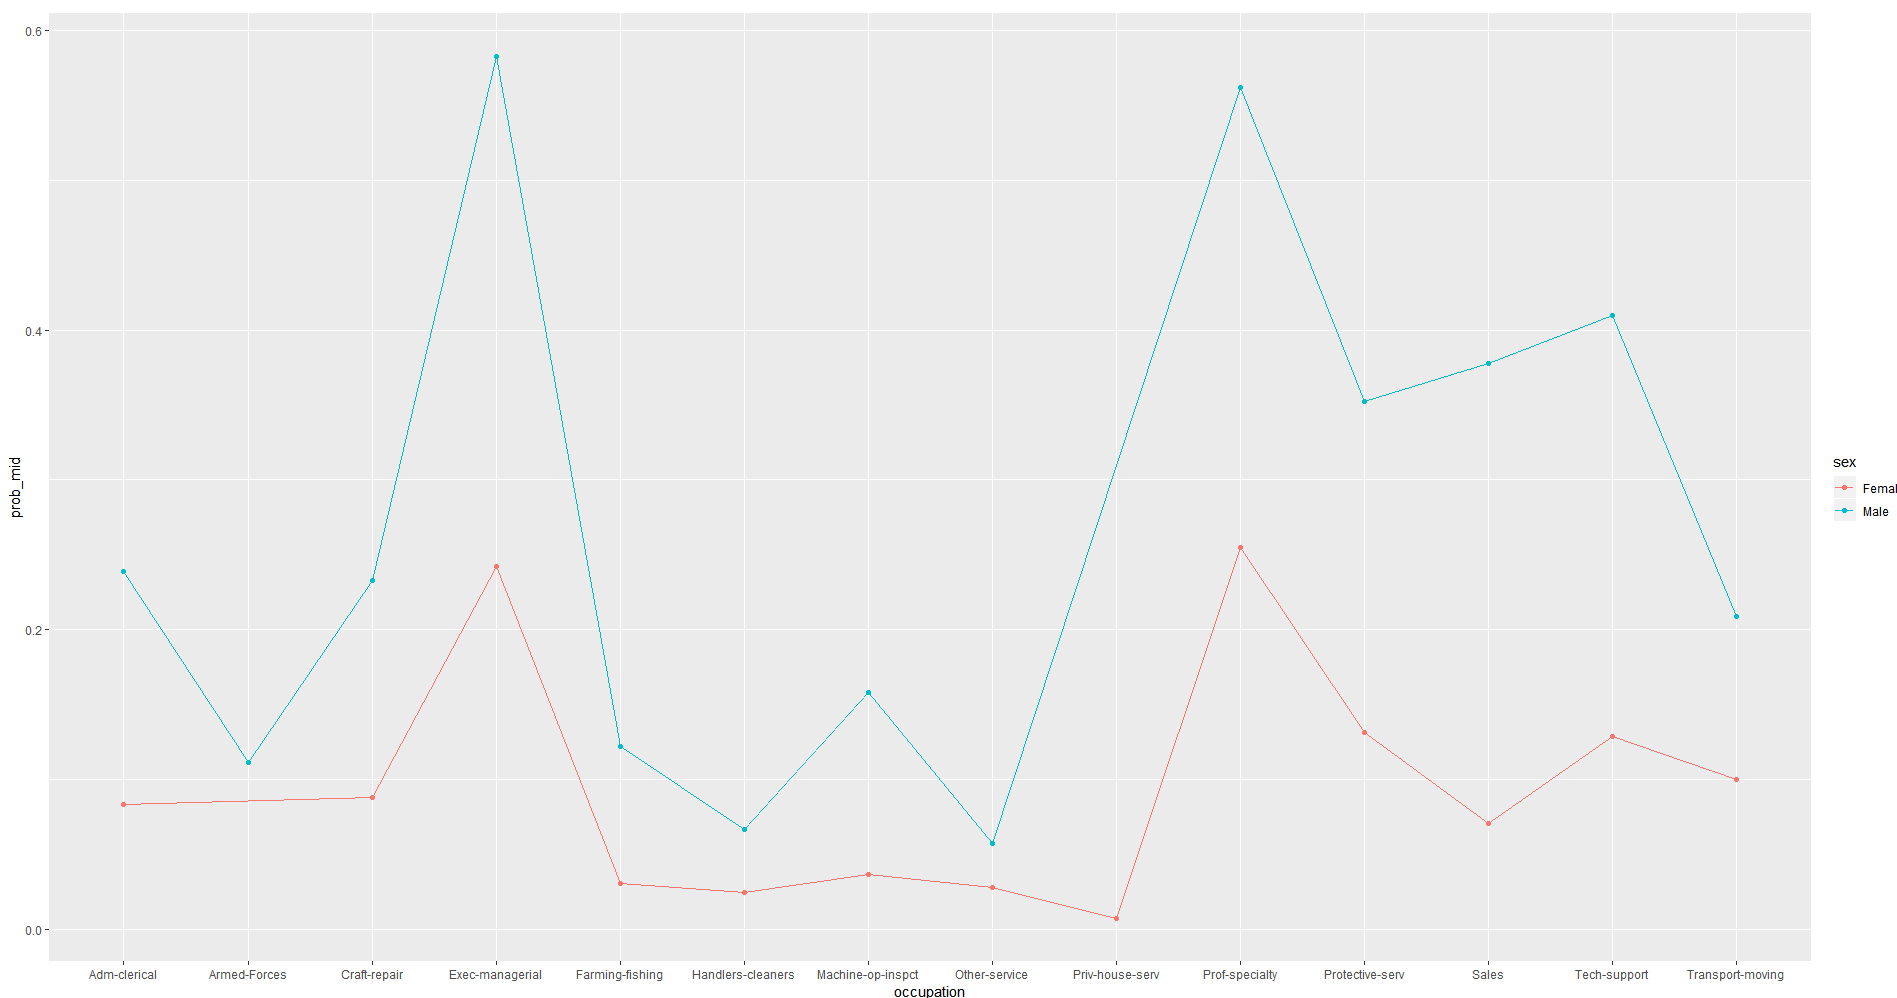 0.6
0.4
0.2
0.0
prob_mid
Adm-clerical Armed-Forces Craft-repair Exec-managerial Farming-fishing Handlers-cleaners Machine-op-inspct Other-service Priv-house-serv Prof-specialty Protective-serv Sales Tech-support Transport-moving
occupation
sex
Femal
Male